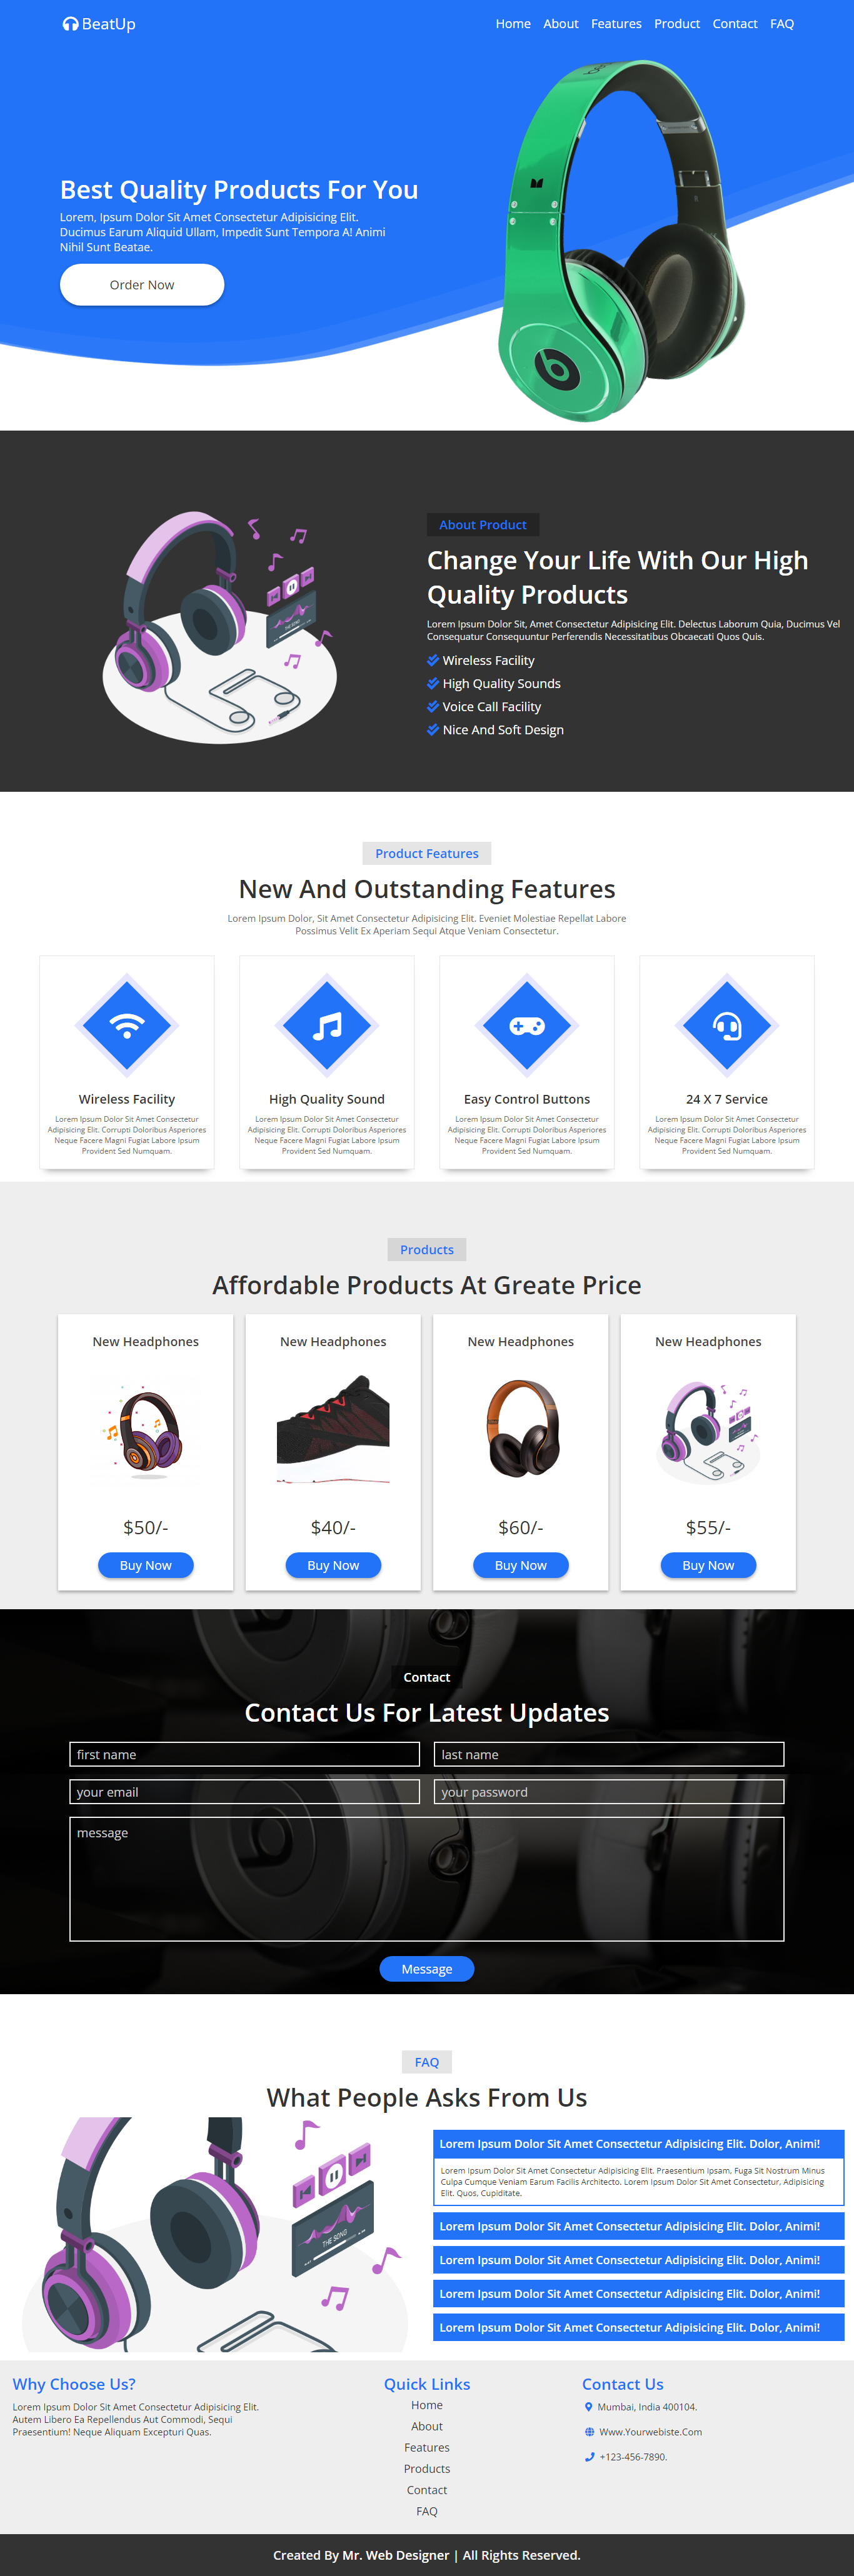 BeatUp
Home About Features Product Contact FAQ
Best Quality Products For You
Lorem, Ipsum Dolor Sit Amet Consectetur Adipisicing Elit.
Ducimus Earum Aliquid Ullam, Impedit Sunt Tempora A! Animi
Nihil Sunt Beatae.
Order Now
About Product
Change Your Life With Our High
Quality Products
Lorem Ipsum Dolor Sit, Amet Consectetur Adipisicing Elit. Delectus Laborum Quia, Ducimus Vel
Consequatur Consequuntur Perferendis Necessitatibus Obcaecati Quos Quis.
Wireless Facility
High Quality Sounds
Voice Call Facility
Nice And Soft Design
Product Features
New And Outstanding Features
Lorem Ipsum Dolor, Sit Amet Consectetur Adipisicing Elit. Eveniet Molestiae Repellat Labore
Possimus Velit Ex Aperiam Sequi Atque Veniam Consectetur.
Wireless Facility
Lorem Ipsum Dolor Sit Amet Consectetur
Adipisicing Elit. Corrupti Doloribus Asperiores
Neque Facere Magni Fugiat Labore Ipsum
Provident Sed Numquam.
High Quality Sound
Lorem Ipsum Dolor Sit Amet Consectetur
Adipisicing Elit. Corrupti Doloribus Asperiores
Neque Facere Magni Fugiat Labore Ipsum
Provident Sed Numquam.
Easy Control Buttons
Lorem Ipsum Dolor Sit Amet Consectetur
Adipisicing Elit. Corrupti Doloribus Asperiores
Neque Facere Magni Fugiat Labore Ipsum
Provident Sed Numquam.
24 X 7 Service
Lorem Ipsum Dolor Sit Amet Consectetur
Adipisicing Elit. Corrupti Doloribus Asperiores
Neque Facere Magni Fugiat Labore Ipsum
Provident Sed Numquam.
Products
Affordable Products At Greate Price
New Headphones
$50/-
Buy Now
New Headphones
$40/-
Buy Now
New Headphones
$60/-
Buy Now
New Headphones
$55/-
Buy Now
Contact
Contact Us For Latest Updates
first name
last name
your email
your password
message
Message
FAQ
What People Asks From Us
THE SONG
Lorem Ipsum Dolor Sit Amet Consectetur Adipisicing Elit. Dolor, Animi!
Lorem Ipsum Dolor Sit Amet Consectetur Adipisicing Elit. Praesentium Ipsam, Fuga Sit Nostrum Minus
Culpa Cumque Veniam Earum Facilis Architecto. Lorem Ipsum Dolor Sit Amet Consectetur, Adipisicing
Elit. Quos, Cupiditate.
Lorem Ipsum Dolor Sit Amet Consectetur Adipisicing Elit. Dolor, Animi!
Lorem Ipsum Dolor Sit Amet Consectetur Adipisicing Elit. Dolor, Animi!
Lorem Ipsum Dolor Sit Amet Consectetur Adipisicing Elit. Dolor, Animi!
Lorem Ipsum Dolor Sit Amet Consectetur Adipisicing Elit. Dolor, Animi!
Why Choose Us?
Lorem Ipsum Dolor Sit Amet Consectetur Adipisicing Elit.
Autem Libero Ea Repellendus Aut Commodi, Sequi
Praesentium! Neque Aliquam Excepturi Quas.
Quick Links
Home
About
Features
Products
Contact
FAQ
Contact Us
Mumbai, India 400104.
Www.Yourwebiste.Com
+123-456-7890.
Created By Mr. Web Designer | All Rights Reserved.